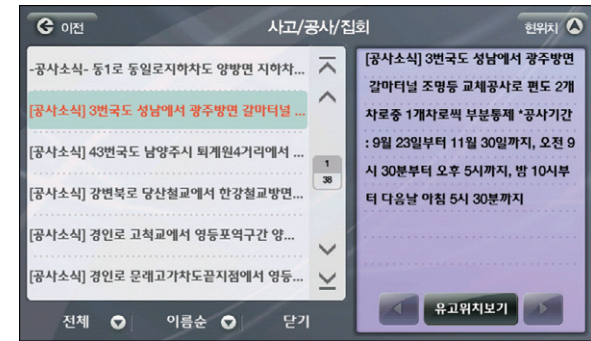 이전
사고/공사/집회
현위치
-공사소식- 동1로 동일로지하차도 양방면 지하차...
[공사소식] 3번국도 성남에서 광주방면 갈마터널 ...
[공사소식] 43번국도 남양주시 퇴계원4거리에서 ...
[공사소식] 강변북로 당산철교에서 한강철교방면...
[공사소식] 경인로 고척교에서 영등포역구간 양...
[공사소식] 경인로 문래고가차도끝지점에서 영등...
1
38
전체
이름순
닫기
[공사소식] 3번국도 성남에서 광주방면
갈마터널 조명등 교체공사로 편도 2개
차로중 1개차로씩 부분통제 *공사기간
: 9월 23일부터 11월 30일까지, 오전 9
시 30분부터 오후 5시까지, 밤 10시부
터 다음날 아침 5시 30분까지
유고위치보기